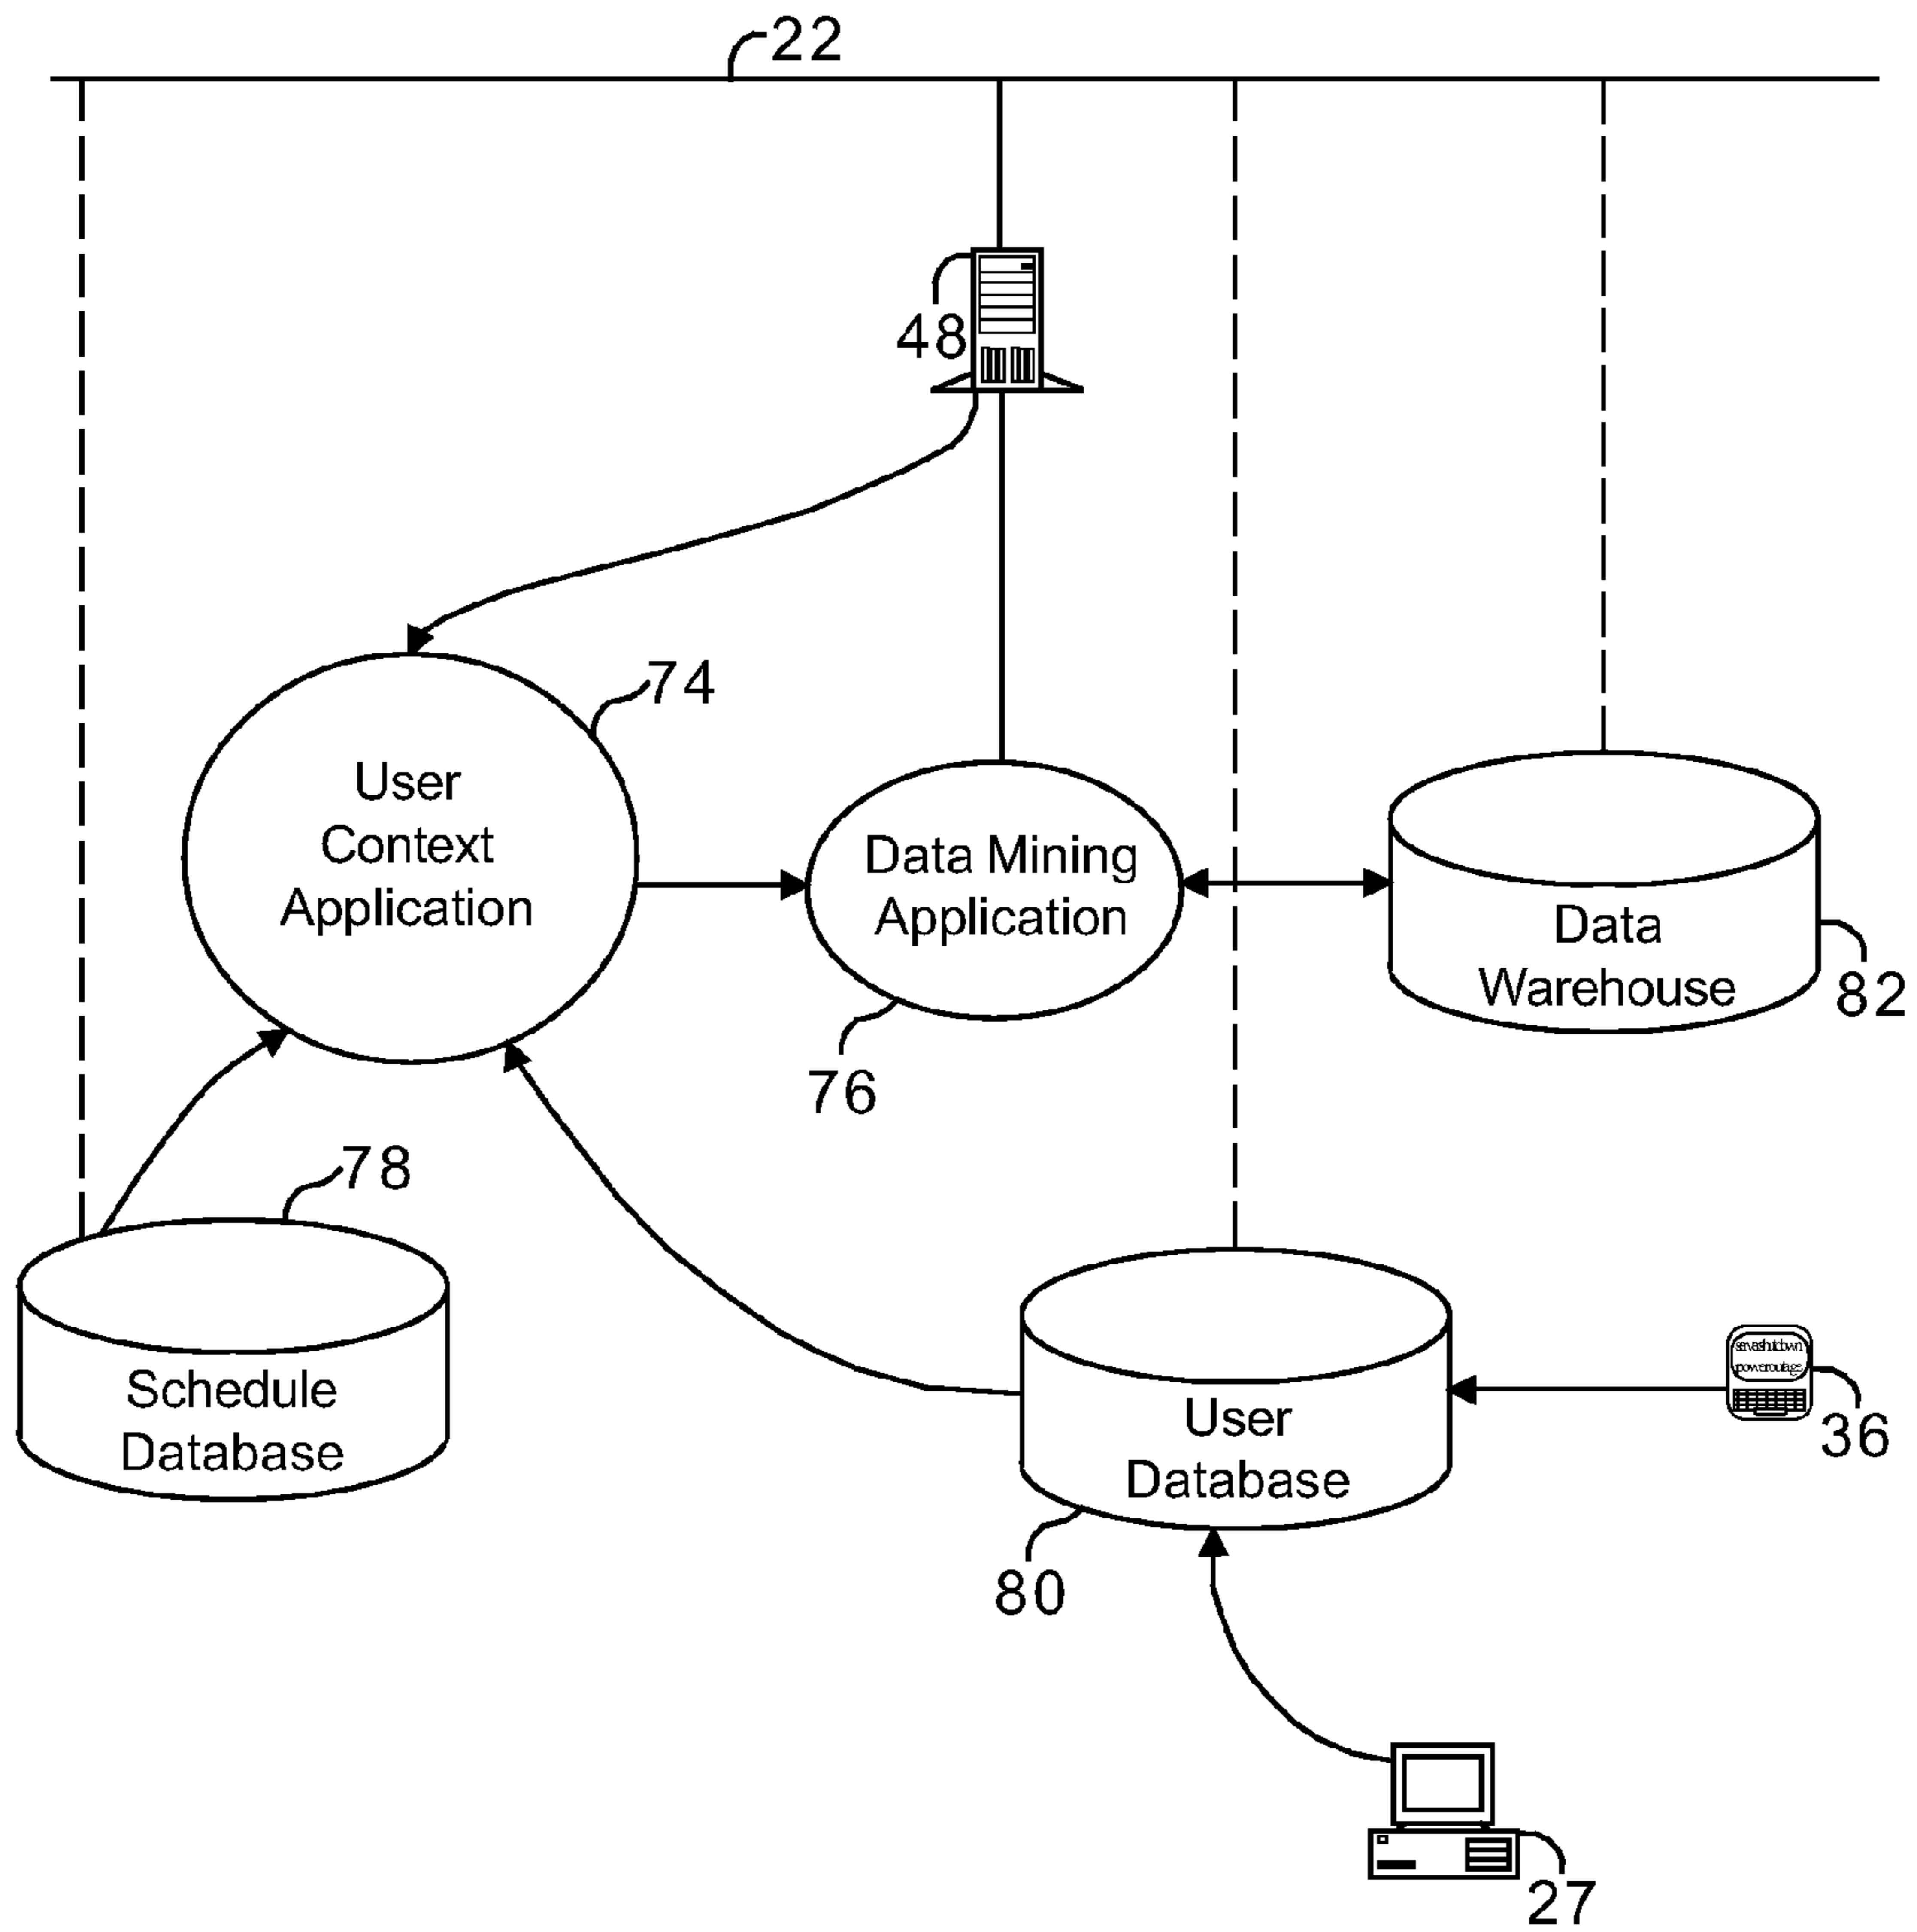 22
48
74
User
Context
Application
Data Mining
Application
Data
Warehouse
82
76
78
Schedule
Database
User
Database
36
80
27